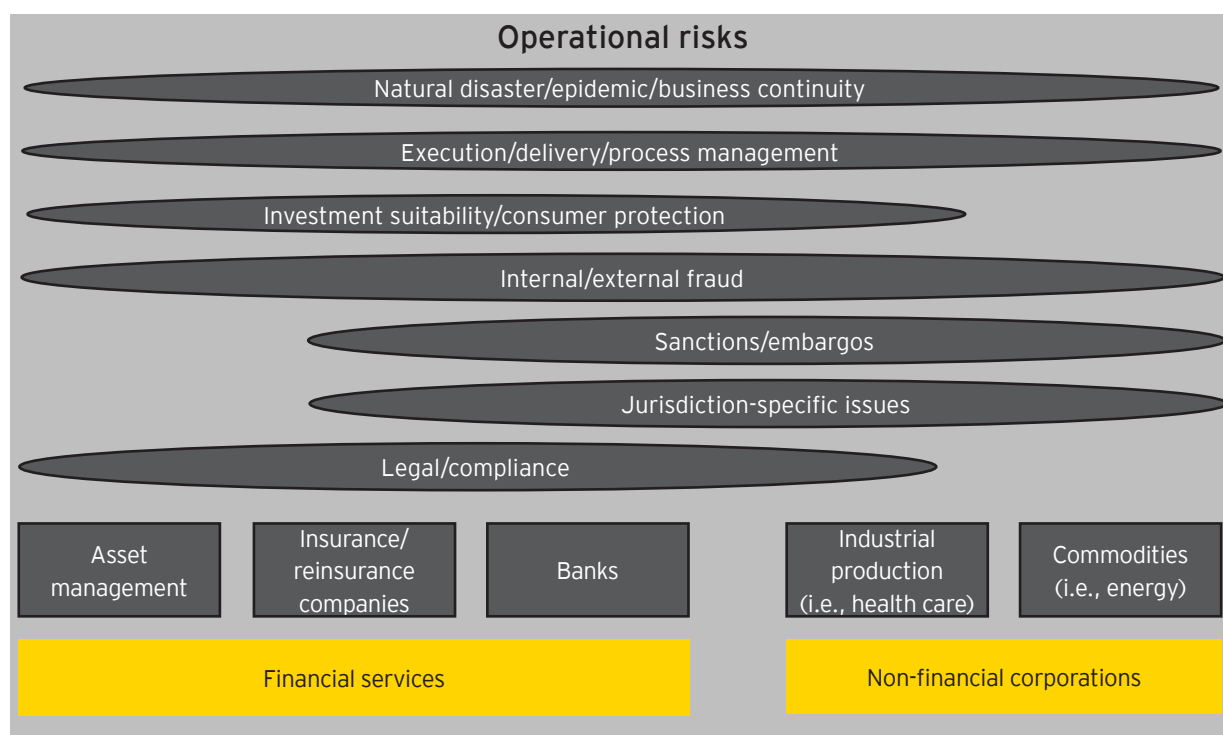 Operational risks
Natural disaster/epidemic/business continuity
Execution/delivery/process management
Investment suitability/consumer protection
Internal/external fraud
Sanctions/embargos
Jurisdiction-specific issues
Legal/compliance
Asset
management
Insurance/
reinsurance
companies
Banks
Industrial
production
(i.e., health care)
Commodities
(i.e., energy)
Financial services
Non-financial corporations